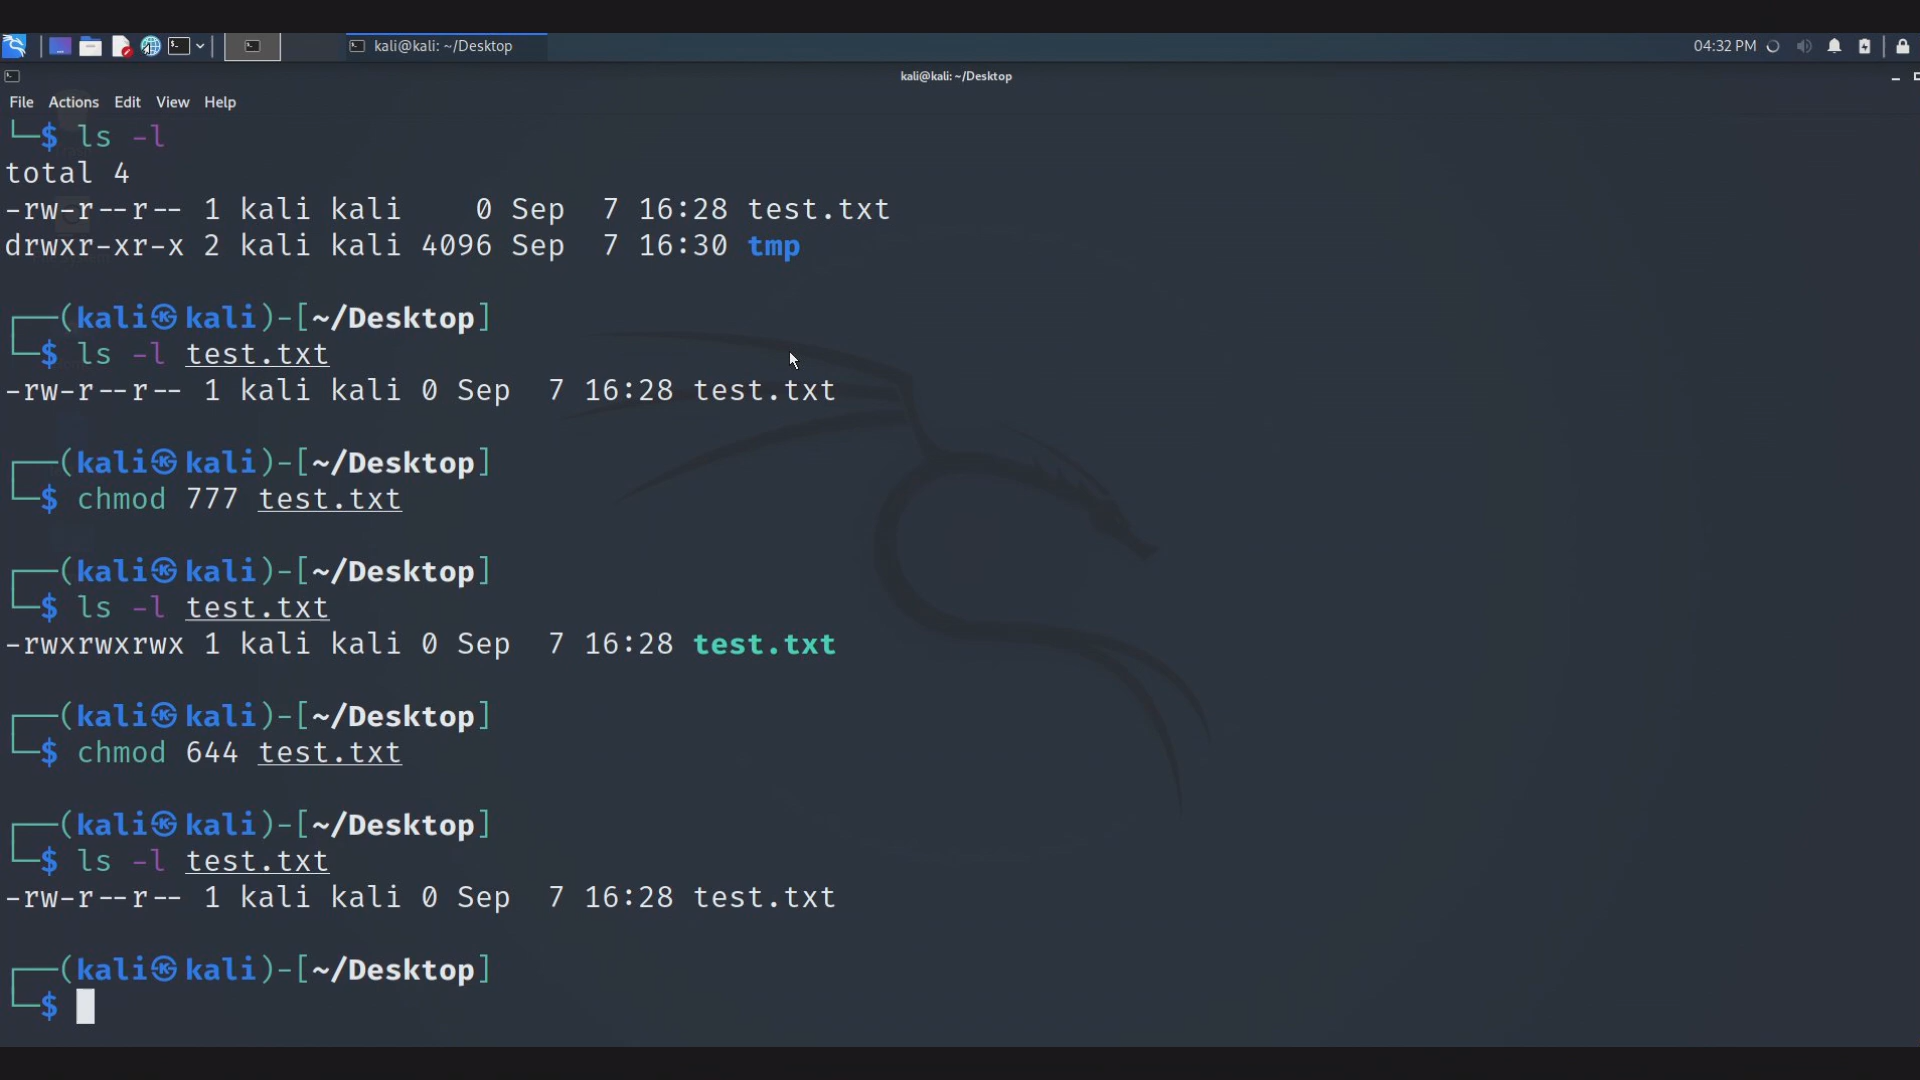 kali@kali: ~/Desktop
04:32 PM
kali@kali: ~/Desktop
File Actions Edit View Help
└─$ ls -l
total 4
-rw-r--r-- 1 kali kali    0 Sep  7 16:28 test.txt
drwxr-xr-x 2 kali kali 4096 Sep  7 16:30 tmp
┌──(kali㉿kali)-[~/Desktop]
└─$ ls -l test.txt
-rw-r--r-- 1 kali kali 0 Sep  7 16:28 test.txt
┌──(kali㉿kali)-[~/Desktop]
└─$ chmod 777 test.txt
┌──(kali㉿kali)-[~/Desktop]
└─$ ls -l test.txt
-rwxrwxrwx 1 kali kali 0 Sep  7 16:28 test.txt
┌──(kali㉿kali)-[~/Desktop]
└─$ chmod 644 test.txt
┌──(kali㉿kali)-[~/Desktop]
└─$ ls -l test.txt
-rw-r--r-- 1 kali kali 0 Sep  7 16:28 test.txt
┌──(kali㉿kali)-[~/Desktop]
└─$